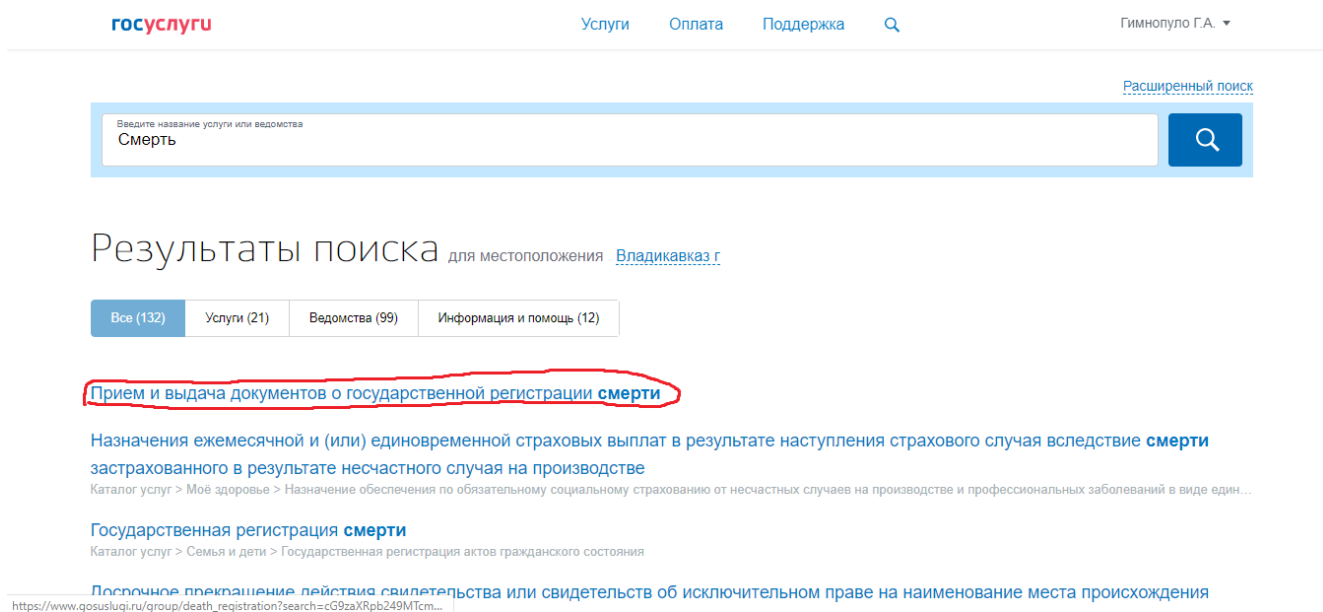 госуслуги
Услуги Оплата Поддержка
Гимнопуло Г.А.
Расширенный поиск
Введите название услуги или ведомства
Смерть
Результаты поиска для местоположения Владикавказ г
Все (132) Услуги (21) Ведомства (99) Информация и помощь (12)
Прием и выдача документов о государственной регистрации смерти
Назначения ежемесячной и (или) единовременной страховых выплат в результате наступления страхового случая вследствие смерти
застрахованного в результате несчастного случая на производстве
Каталог услуг > Моё здоровье > Назначение обеспечения по обязательному социальному страхованию от несчастных случаев на производстве и профессиональных заболеваний в виде един...
Государственная регистрация смерти
Каталог услуг > Семья и дети > Государственная регистрация актов гражданского состояния
Досрочное прекращение действия свидетельства или свидетельств об исключительном праве на наименование места происхождения
https://www.gosuslugi.ru/group/death_registration?search=cG9zaXRpb249MTcm...